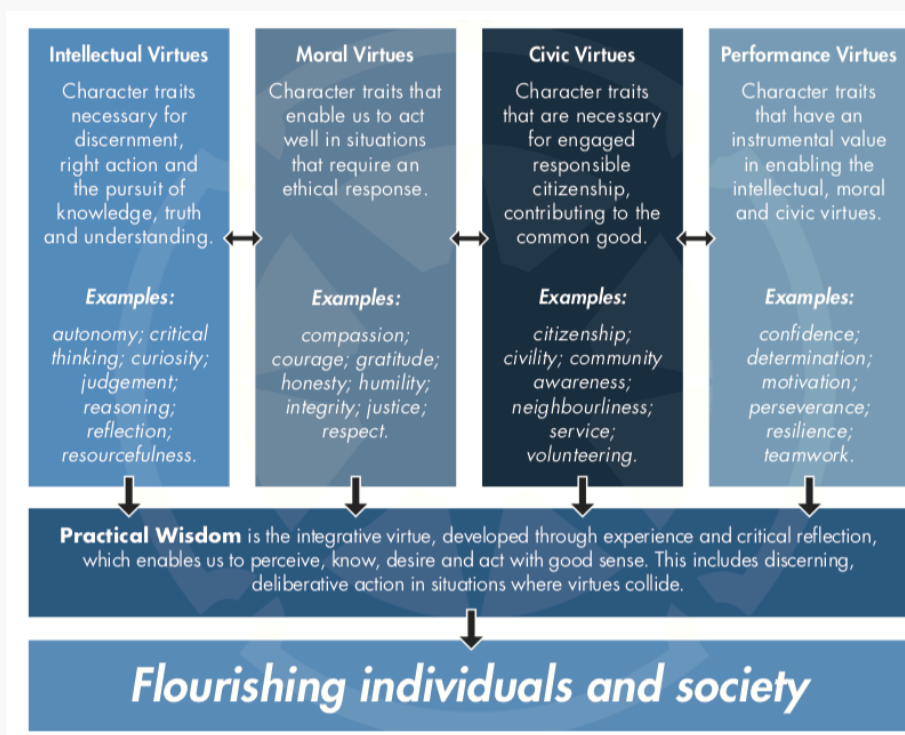 Intellectual Virtues
Character traits
necessary for
discernment,
right action and
the pursuit of
knowledge, truth
and understanding.
Examples:
autonomy; critical
thinking; curiosity;
judgement;
reasoning;
reflection;
resourcefulness.
Moral Virtues
Character traits that
enable us to act
well in situations
that require an
ethical response.
Examples:
compassion;
courage; gratitude;
honesty; humility;
integrity; justice;
respect.
Civic Virtues
Character traits
that are necessary
for engaged
responsible
citizenship,
contributing to the
common good.
Examples:
citizenship;
civility; community
awareness;
neighbourliness;
service;
volunteering.
Performance Virtues
Character traits
that have an
instrumental value
in enabling the
intellectual, moral
and civic virtues.
Examples:
confidence;
determination;
motivation;
perseverance;
resilience;
teamwork.
Practical Wisdom is the integrative virtue, developed through experience and critical reflection,
which enables us to perceive, know, desire and act with good sense. This includes discerning,
deliberative action in situations where virtues collide.
Flourishing individuals and society